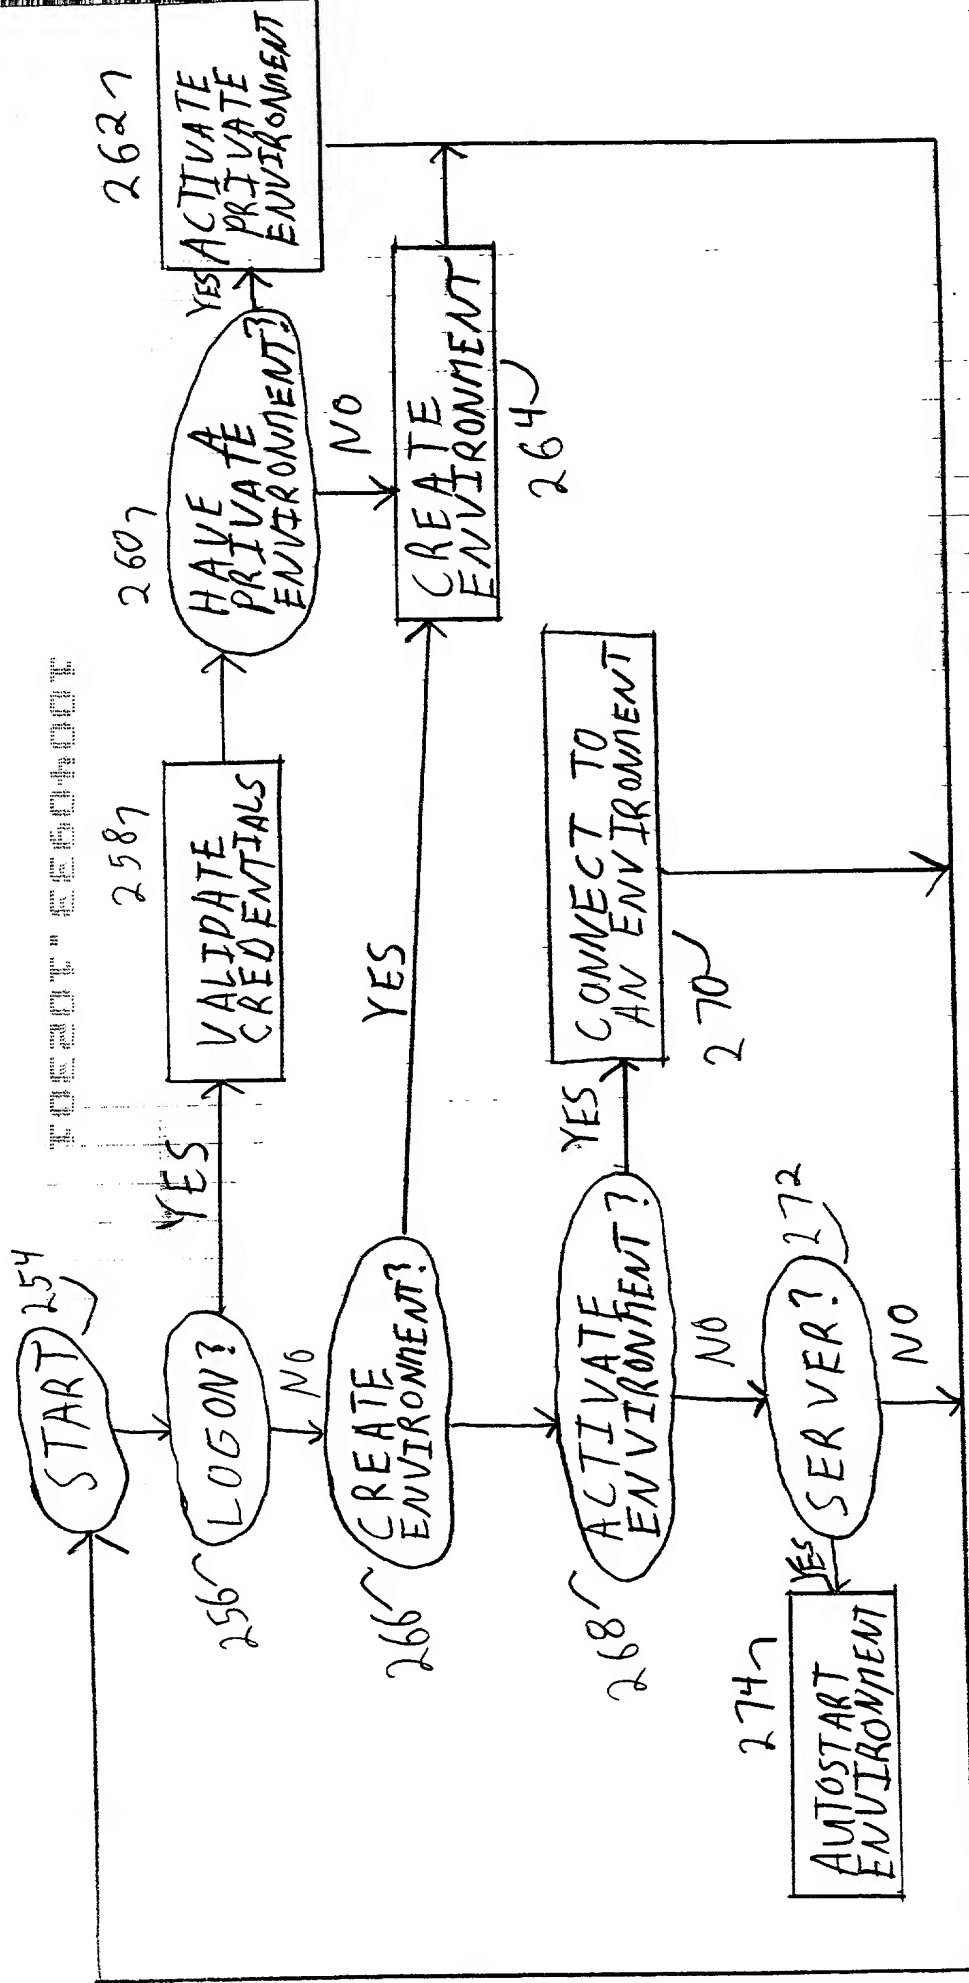 START
254
256
LOGON?
YES
VALIDATE
CREDENTIALS
258
260
HAVE A
PRIVATE
ENVIRONMENT?
YES
262
ACTIVATE
PRIVATE
ENVIRONMENT
NO
NO
266
CREATE
ENVIRONMENT?
YES
CREATE
ENVIRONMENT
264
268
ACTIVATE
ENVIRONMENT?
YES
CONNECT TO
AN ENVIRONMENT
270
NO
SERVER?
272
YES
NO
274
AUTOSTART
ENVIRONMENT